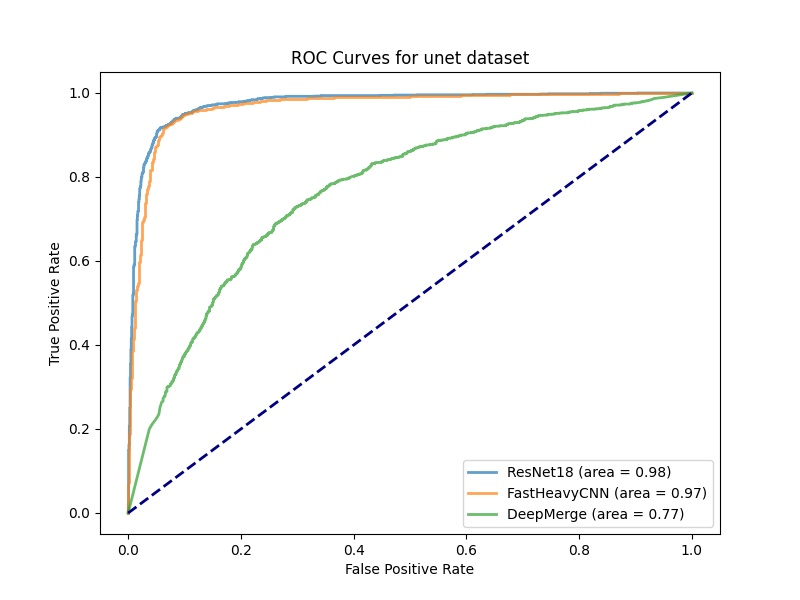 ROC Curves for unet dataset
True Positive Rate
1.0
0.8
0.6
0.4
0.2
0.0
ResNet18 (area = 0.98)
FastHeavyCNN (area = 0.97)
DeepMerge (area = 0.77)
0.0 0.2 0.4 0.6 0.8 1.0
False Positive Rate